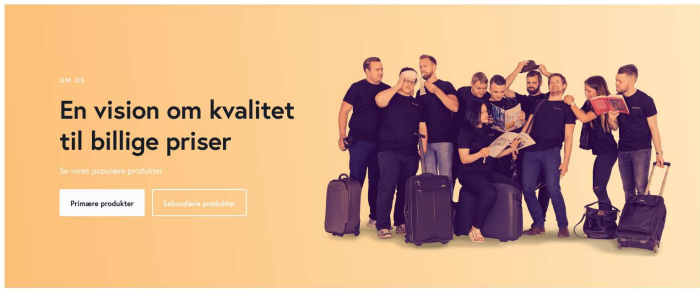 OM OS
En vision om kvalitet
til billige priser
Se vores populære produkter
Primære produkter
Sekundære produkter